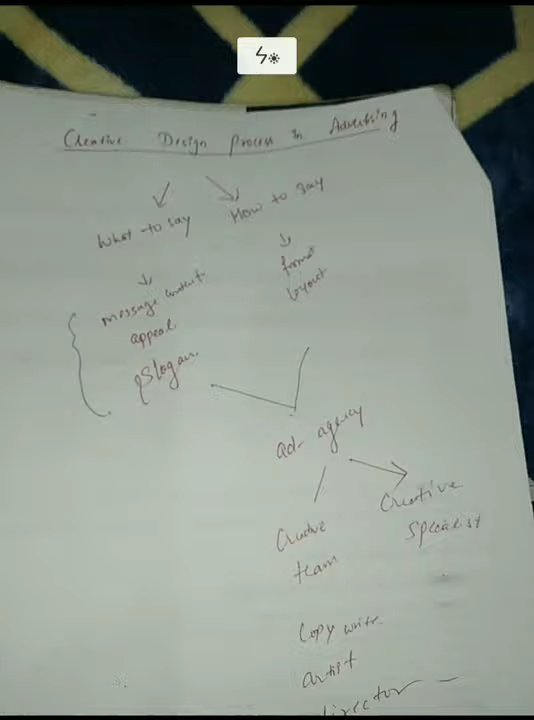 Creative Design Process in Advertising
What to say
How to say
message content
format
layout
appeal
Slogan
ad- agency
Creative
Specialist
Creative
team
Copy writer
artist
director